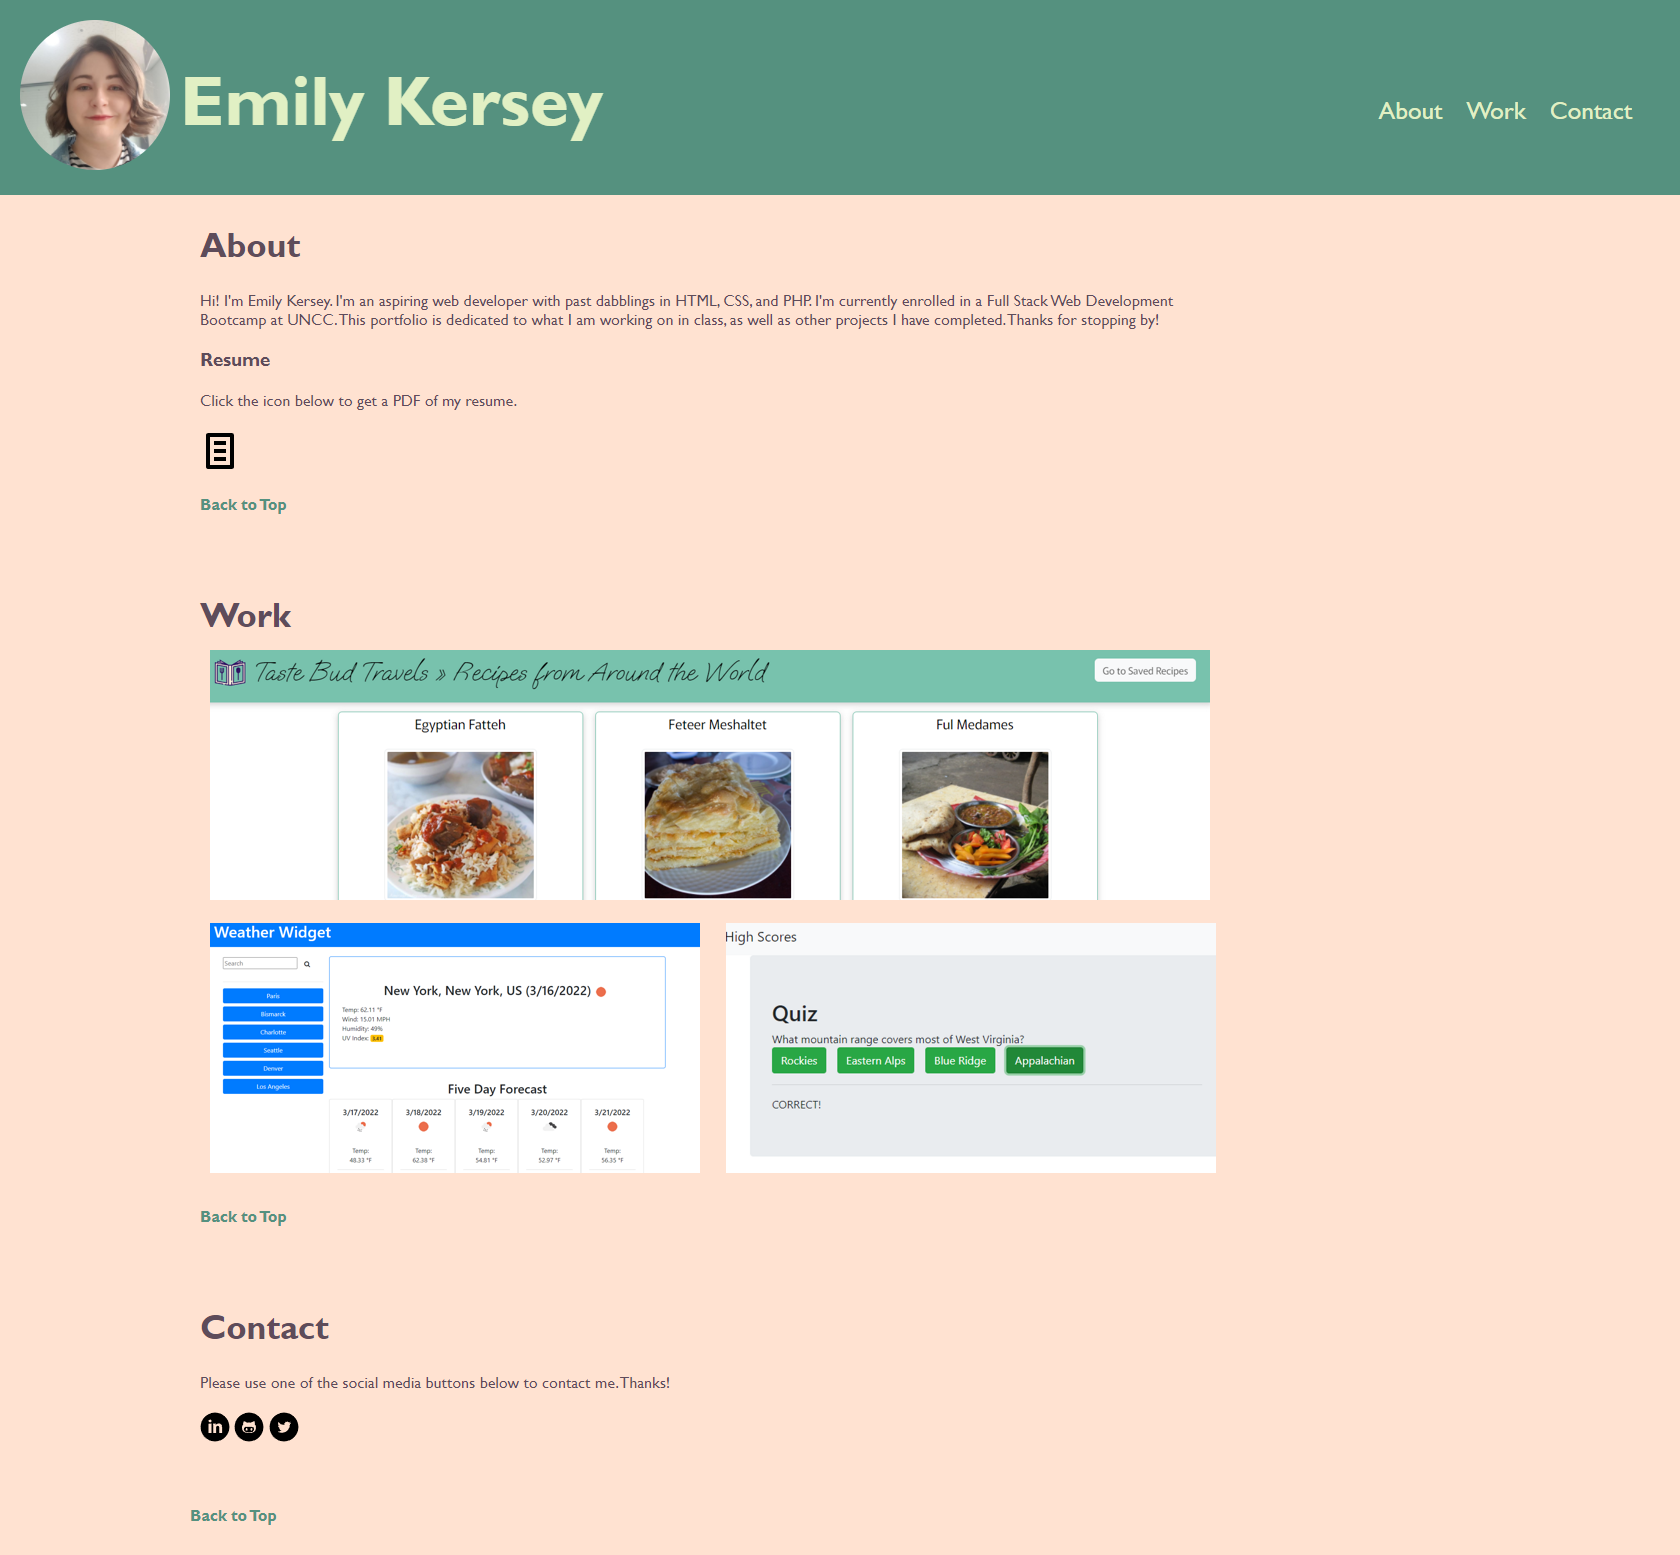 Emily Kersey
About Work Contact
About
Hi! I'm Emily Kersey. I'm an aspiring web developer with past dabblings in HTML, CSS, and PHP. I'm currently enrolled in a Full Stack Web Development
Bootcamp at UNCC. This portfolio is dedicated to what I am working on in class, as well as other projects I have completed. Thanks for stopping by!
Resume
Click the icon below to get a PDF of my resume.
Back to Top
Work
Taste Bud Travels » Recipes from Around the World
Go to Saved Recipes
Egyptian Fatteh
Feteer Meshaltet
Ful Medames
Weather Widget
Search
Paris
Bismarck
Charlotte
Seattle
Denver
Los Angeles
New York, New York, US (3/16/2022)
Temp: 62.11 °F
Wind: 15.01 MPH
Humidity: 49%
UV Index: 3.41
Five Day Forecast
3/17/2022 3/18/2022 3/19/2022 3/20/2022 3/21/2022
Temp: Temp: Temp: Temp: Temp:
48.33 °F 62.38 °F 54.81 °F 52.97 °F 56.35 °F
High Scores
Quiz
What mountain range covers most of West Virginia?
Rockies Eastern Alps Blue Ridge Appalachian
CORRECT!
Back to Top
Contact
Please use one of the social media buttons below to contact me. Thanks!
in
Back to Top